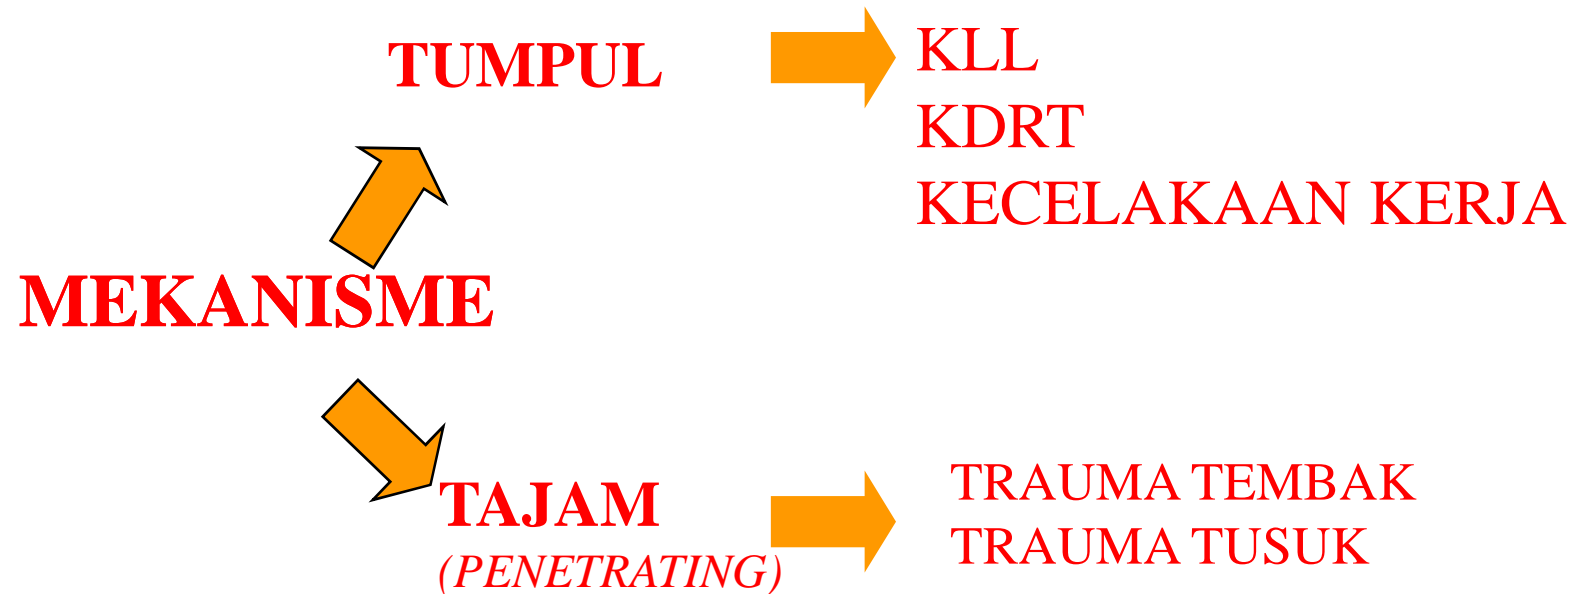 TUMPUL
KLL
KDRT
KECELAKAAN KERJA
MEKANISME
TAJAM
(PENETRATING)
TRAUMA TEMBAK
TRAUMA TUSUK